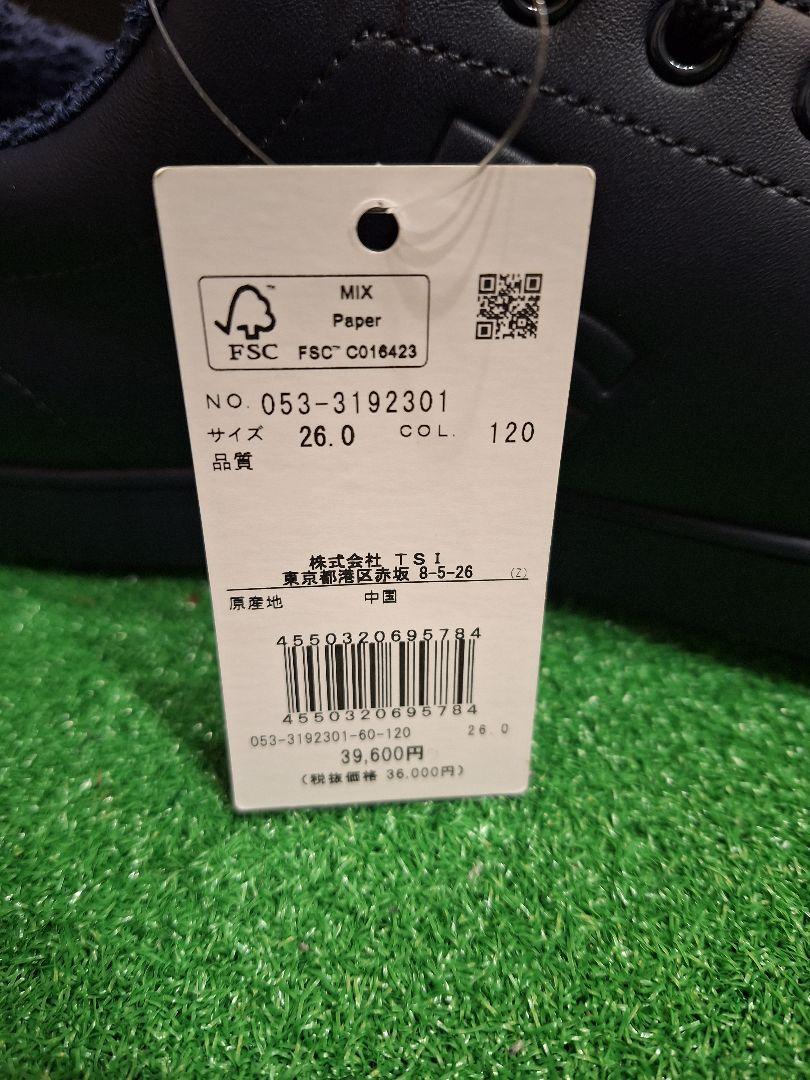 MIX
Paper
FSC
FSC™ C016423
NO. 053-3192301
サイズ 26.0 COL. 120
品質
株式会社 TSI
東京都港区赤坂 8-5-26 (Z)
原産地 中国
4550320695784
4550320695784
053-3192301-60-120 26.0
39,600円
(税抜価格 36,000円)